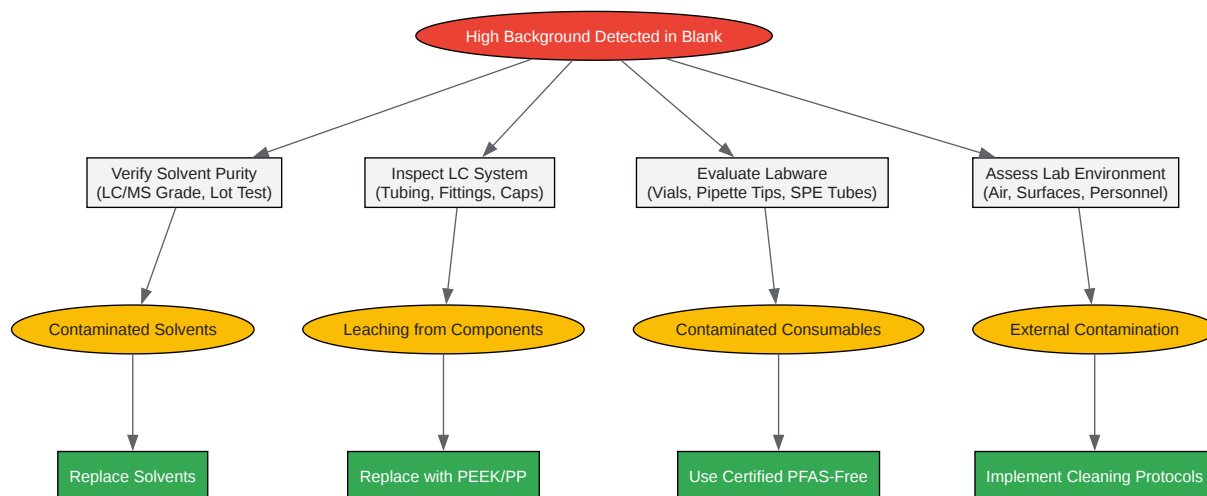 High Background Detected in Blank
Verify Solvent Purity
(LC/MS Grade, Lot Test)
Inspect LC System
(Tubing, Fittings, Caps)
Evaluate Labware
(Vials, Pipette Tips, SPE Tubes)
Assess Lab Environment
(Air, Surfaces, Personnel)
Contaminated Solvents
Leaching from Components
Contaminated Consumables
External Contamination
Replace Solvents
Replace with PEEK/PP
Use Certified PFAS-Free
Implement Cleaning Protocols